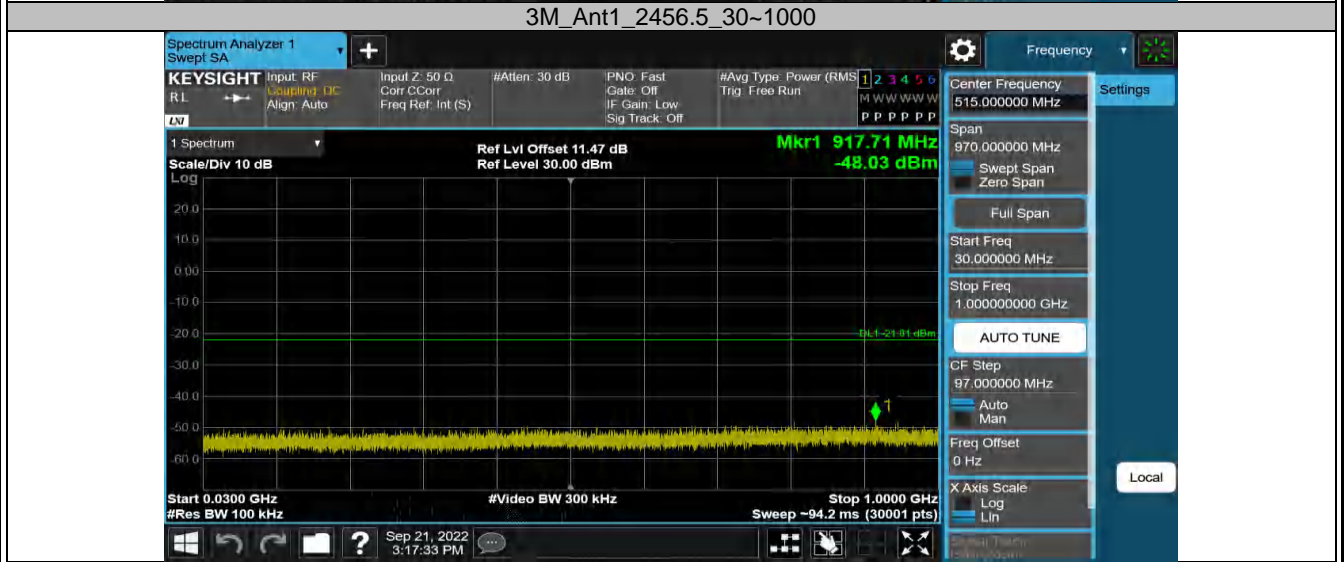 3M_Ant1_2456.5_30~1000
Spectrum Analyzer 1
Swept SA
+
Frequency
KEYSIGHT
RL
LXI
Input: RF
Coupling: DC
Align: Auto
Input Z: 50 Ω
Corr CCorr
Freq Ref: Int (S)
#Atten: 30 dB
PNO: Fast
Gate: Off
IF Gain: Low
Sig Track: Off
#Avg Type: Power (RMS
Trig: Free Run
1 2 3 4 5 6
M W W W W W
P P P P P P
Center Frequency
515.000000 MHz
Settings
1 Spectrum
Scale/Div 10 dB
Log
Ref Lvl Offset 11.47 dB
Ref Level 30.00 dBm
Mkr1 917.71 MHz
-48.03 dBm
Span
970.000000 MHz
Swept Span
Zero Span
Full Span
Start Freq
30.000000 MHz
Stop Freq
1.000000000 GHz
AUTO TUNE
CF Step
97.000000 MHz
Auto
Man
Freq Offset
0 Hz
X Axis Scale
Log
Lin
Local
20.0
10.0
0.00
-10.0
-20.0
-30.0
-40.0
-50.0
-60.0
1
Start 0.0300 GHz
#Res BW 100 kHz
#Video BW 300 kHz
Stop 1.0000 GHz
Sweep ~94.2 ms (30001 pts)
?
Sep 21, 2022
3:17:33 PM